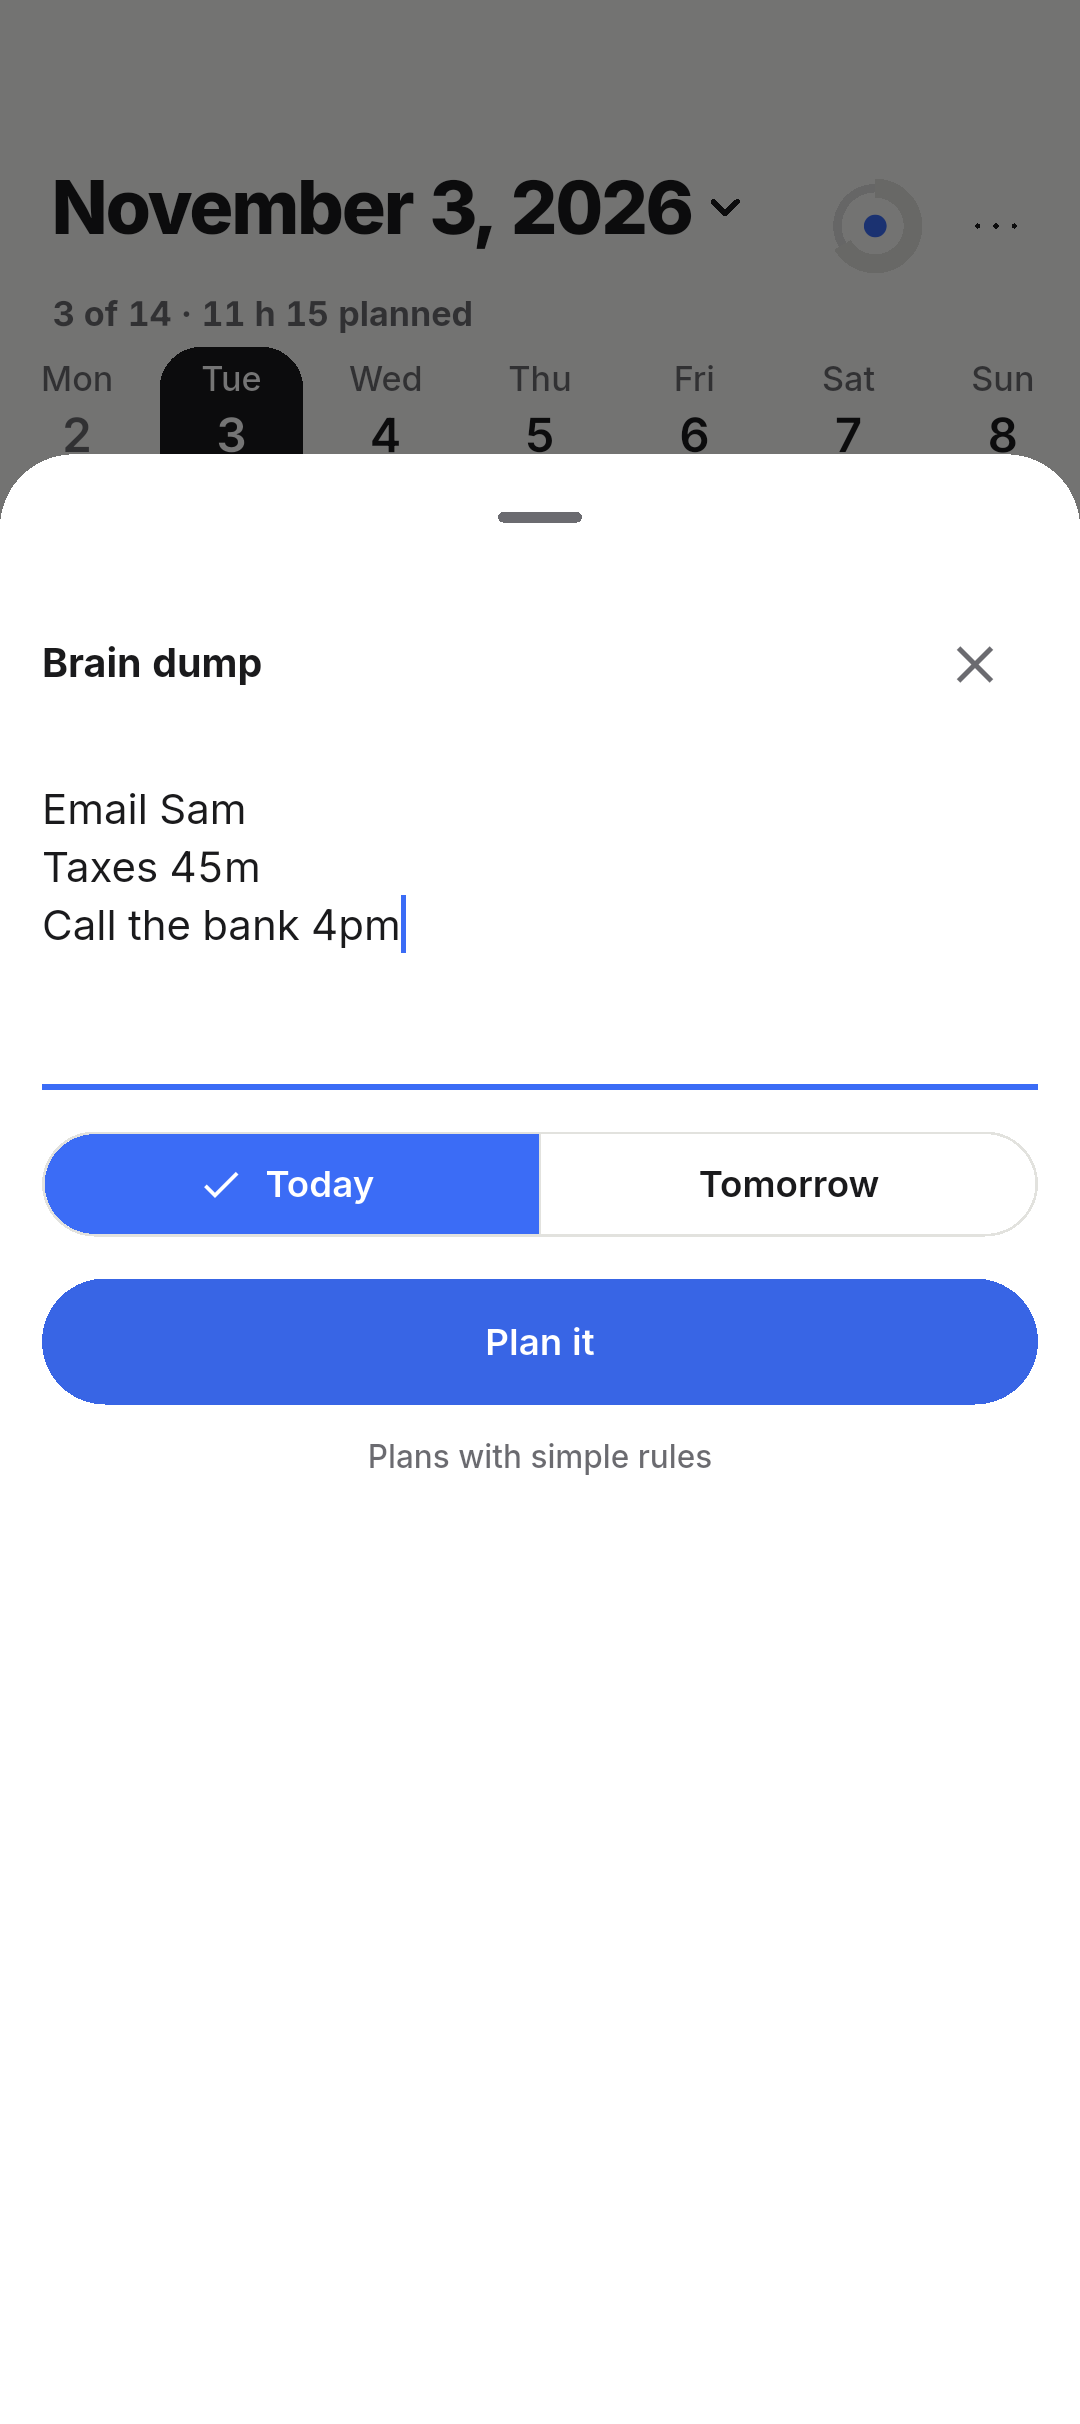 November 3, 2026
3 of 14 · 11 h 15 planned
Mon Tue Wed Thu Fri Sat Sun
2 3 4 5 6 7 8
Brain dump
Email Sam
Taxes 45m
Call the bank 4pm
Today Tomorrow
Plan it
Plans with simple rules